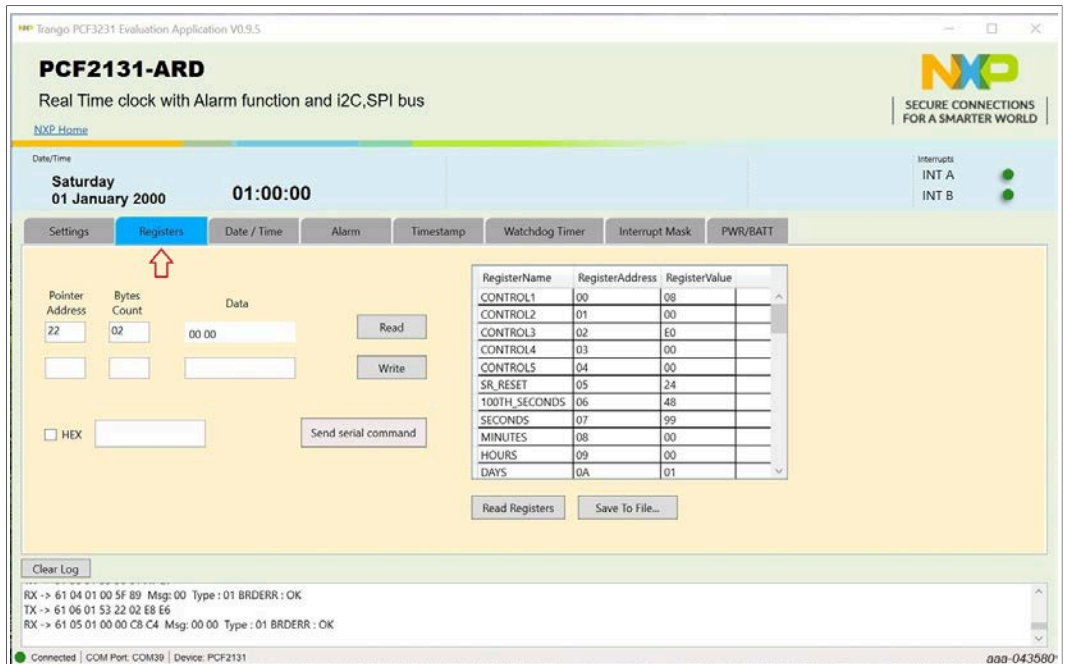 NXP Trango PCF3231 Evaluation Application V0.9.5
PCF2131-ARD
Real Time clock with Alarm function and i2C,SPI bus
NXP Home
NXP
SECURE CONNECTIONS
FOR A SMARTER WORLD
Date/Time
Saturday
01 January 2000
01:00:00
Interrupts
INT A
INT B
Settings Registers Date / Time Alarm Timestamp Watchdog Timer Interrupt Mask PWR/BATT
Pointer Address Bytes Count Data
22 02 00 00 Read
Write
HEX Send serial command
RegisterName RegisterAddress RegisterValue
CONTROL1 00 08
CONTROL2 01 00
CONTROL3 02 E0
CONTROL4 03 00
CONTROL5 04 00
SR_RESET 05 24
100TH_SECONDS 06 48
SECONDS 07 99
MINUTES 08 00
HOURS 09 00
DAYS 0A 01
Read Registers Save To File...
Clear Log
RX -> 61 04 01 00 5F 89 Msg: 00 Type : 01 BRDERR : OK
TX -> 61 06 01 53 22 02 E8 E6
RX -> 61 05 01 00 00 C8 C4 Msg: 00 00 Type : 01 BRDERR : OK
Connected COM Port: COM39 Device: PCF2131
aaa-043580